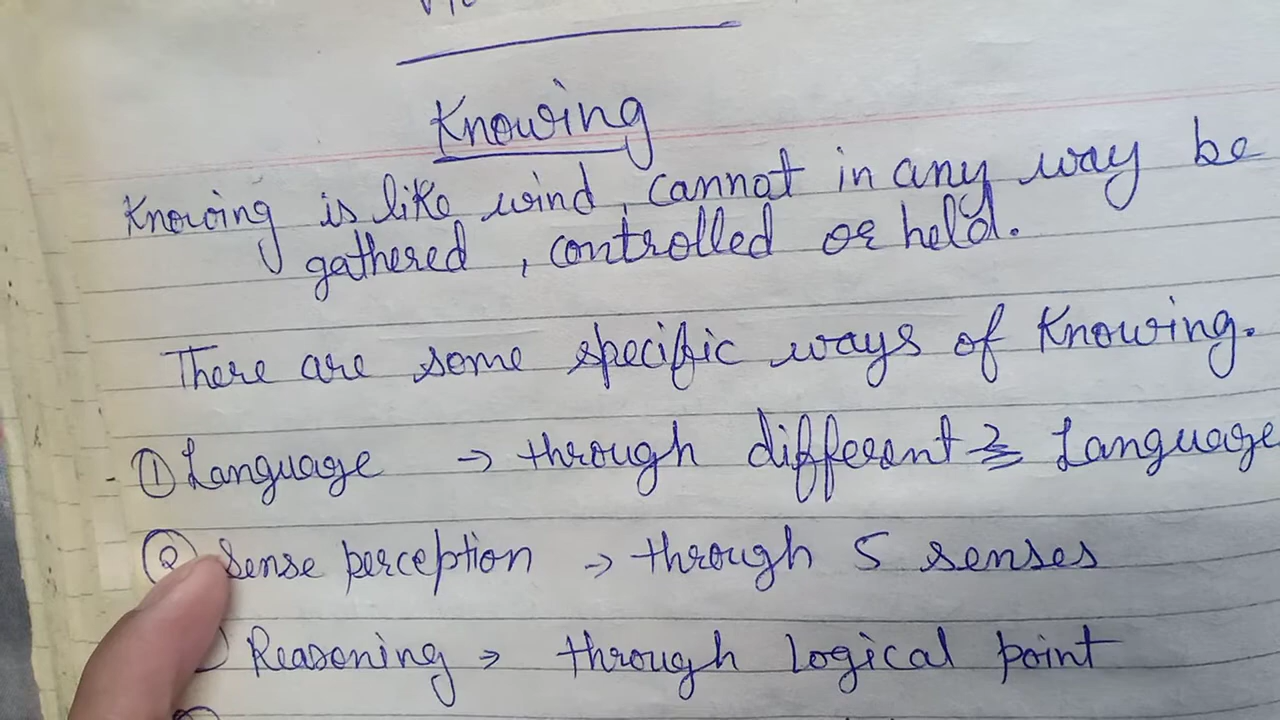 Knowing
Knowing is like wind, cannot in any way be
gathered, controlled or held.
There are some specific ways of Knowing.
① Language → through different Language
② Sense perception → through 5 senses
Reasoning → through logical point